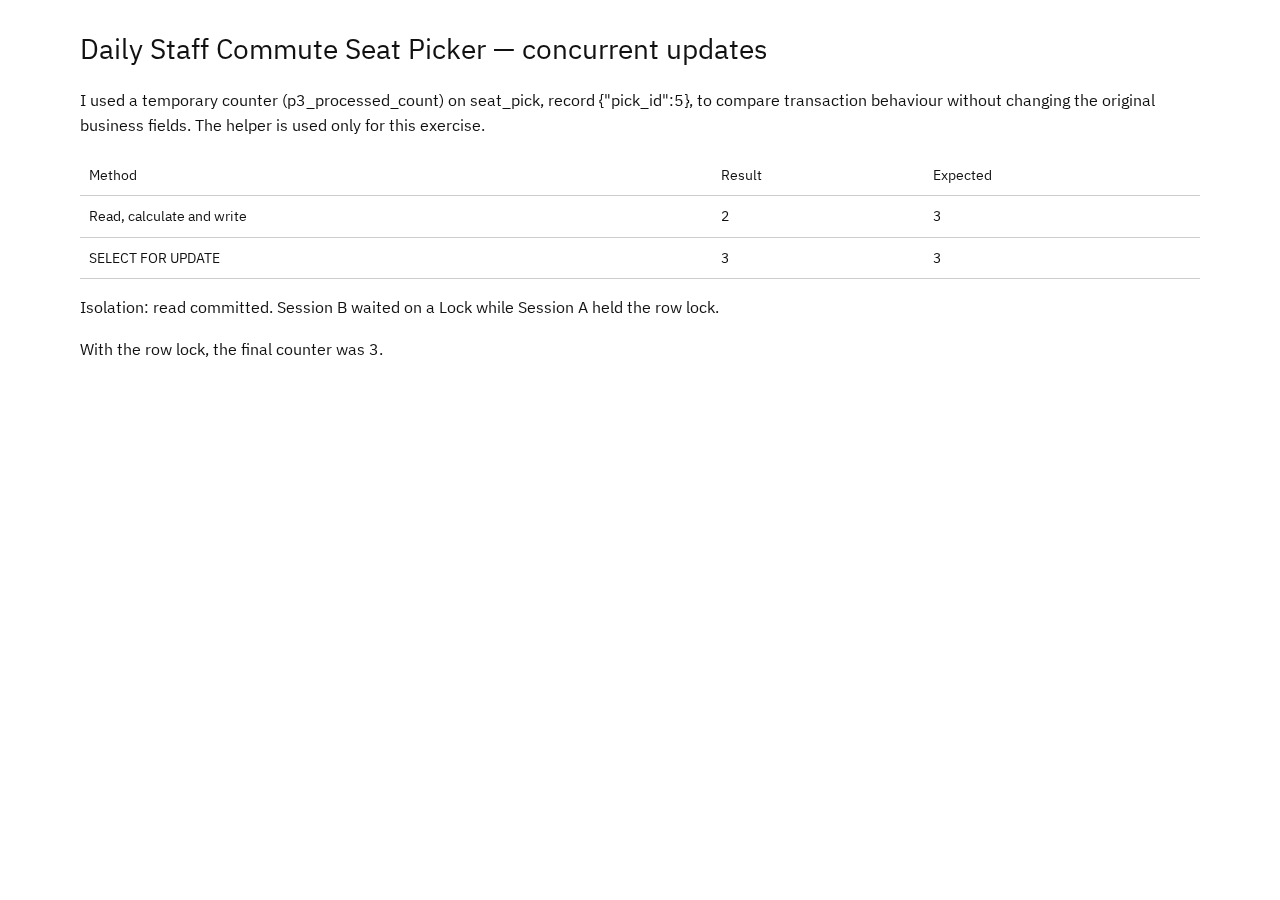 Daily Staff Commute Seat Picker — concurrent updates
I used a temporary counter (p3_processed_count) on seat_pick, record {"pick_id":5}, to compare transaction behaviour without changing the original
business fields. The helper is used only for this exercise.
Method Result Expected
Read, calculate and write 2 3
SELECT FOR UPDATE 3 3
Isolation: read committed. Session B waited on a Lock while Session A held the row lock.
With the row lock, the final counter was 3.